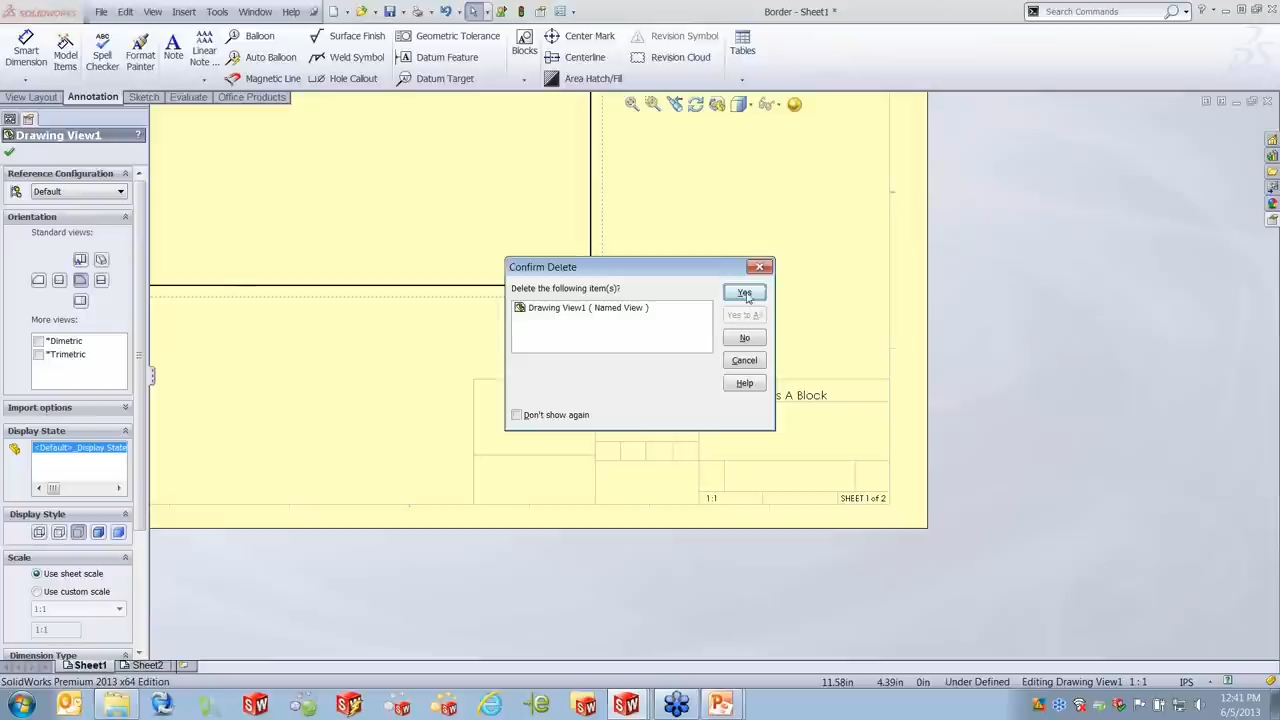 SOLIDWORKS File Edit View Insert Tools Window Help Border - Sheet1 * Search Commands
Smart Dimension
Model Items
Spell Checker
Format Painter
Note
Linear Note ...
Balloon
Auto Balloon
Magnetic Line
Surface Finish
Weld Symbol
Hole Callout
Geometric Tolerance
Datum Feature
Datum Target
Blocks
Center Mark
Centerline
Area Hatch/Fill
Revision Symbol
Revision Cloud
Tables
View Layout Annotation Sketch Evaluate Office Products
Drawing View1 ?
Reference Configuration
Default
Orientation
Standard views:
More views:
*Dimetric
*Trimetric
Import options
Display State
<Default>_Display State
Display Style
Scale
Use sheet scale
Use custom scale
1:1
1:1
Dimension Type
Confirm Delete
Delete the following item(s)?
Drawing View1 ( Named View )
Yes
Yes to All
No
Cancel
Help
Don't show again
s A Block
1:1 SHEET 1 of 2
Sheet1 Sheet2
SolidWorks Premium 2013 x64 Edition 11.58in 4.39in 0in Under Defined Editing Drawing View1 1 : 1 IPS
12:41 PM
6/5/2013